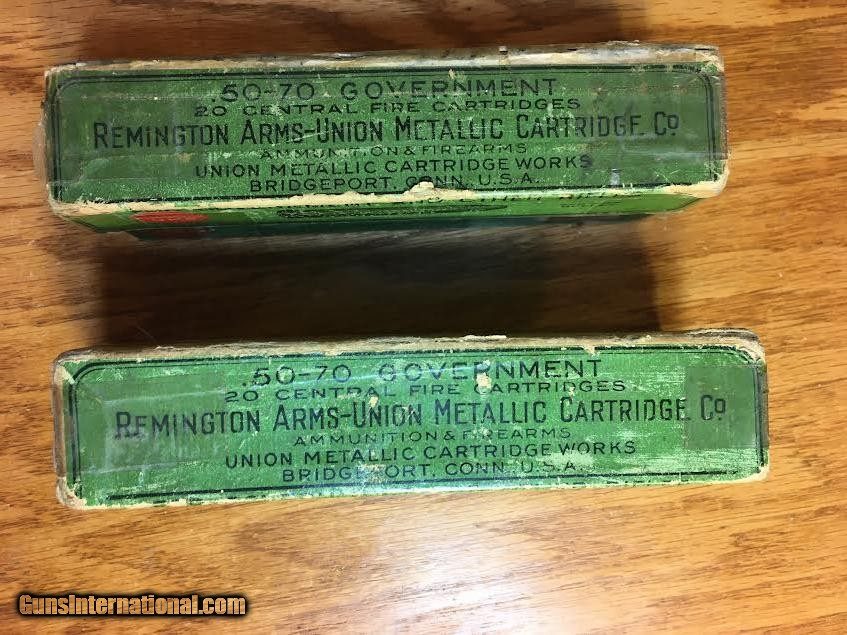 .50-70 GOVERNMENT
20 CENTRAL FIRE CARTRIDGES
REMINGTON ARMS-UNION METALLIC CARTRIDGE CO
AMMUNITION & FIREARMS
UNION METALLIC CARTRIDGE WORKS
BRIDGEPORT, CONN. U.S.A.
.50-70 GOVERNMENT
20 CENTRAL FIRE CARTRIDGES
REMINGTON ARMS-UNION METALLIC CARTRIDGE CO
AMMUNITION & FIREARMS
UNION METALLIC CARTRIDGE WORKS
BRIDGEPORT, CONN. U.S.A.
GunsInternational.com